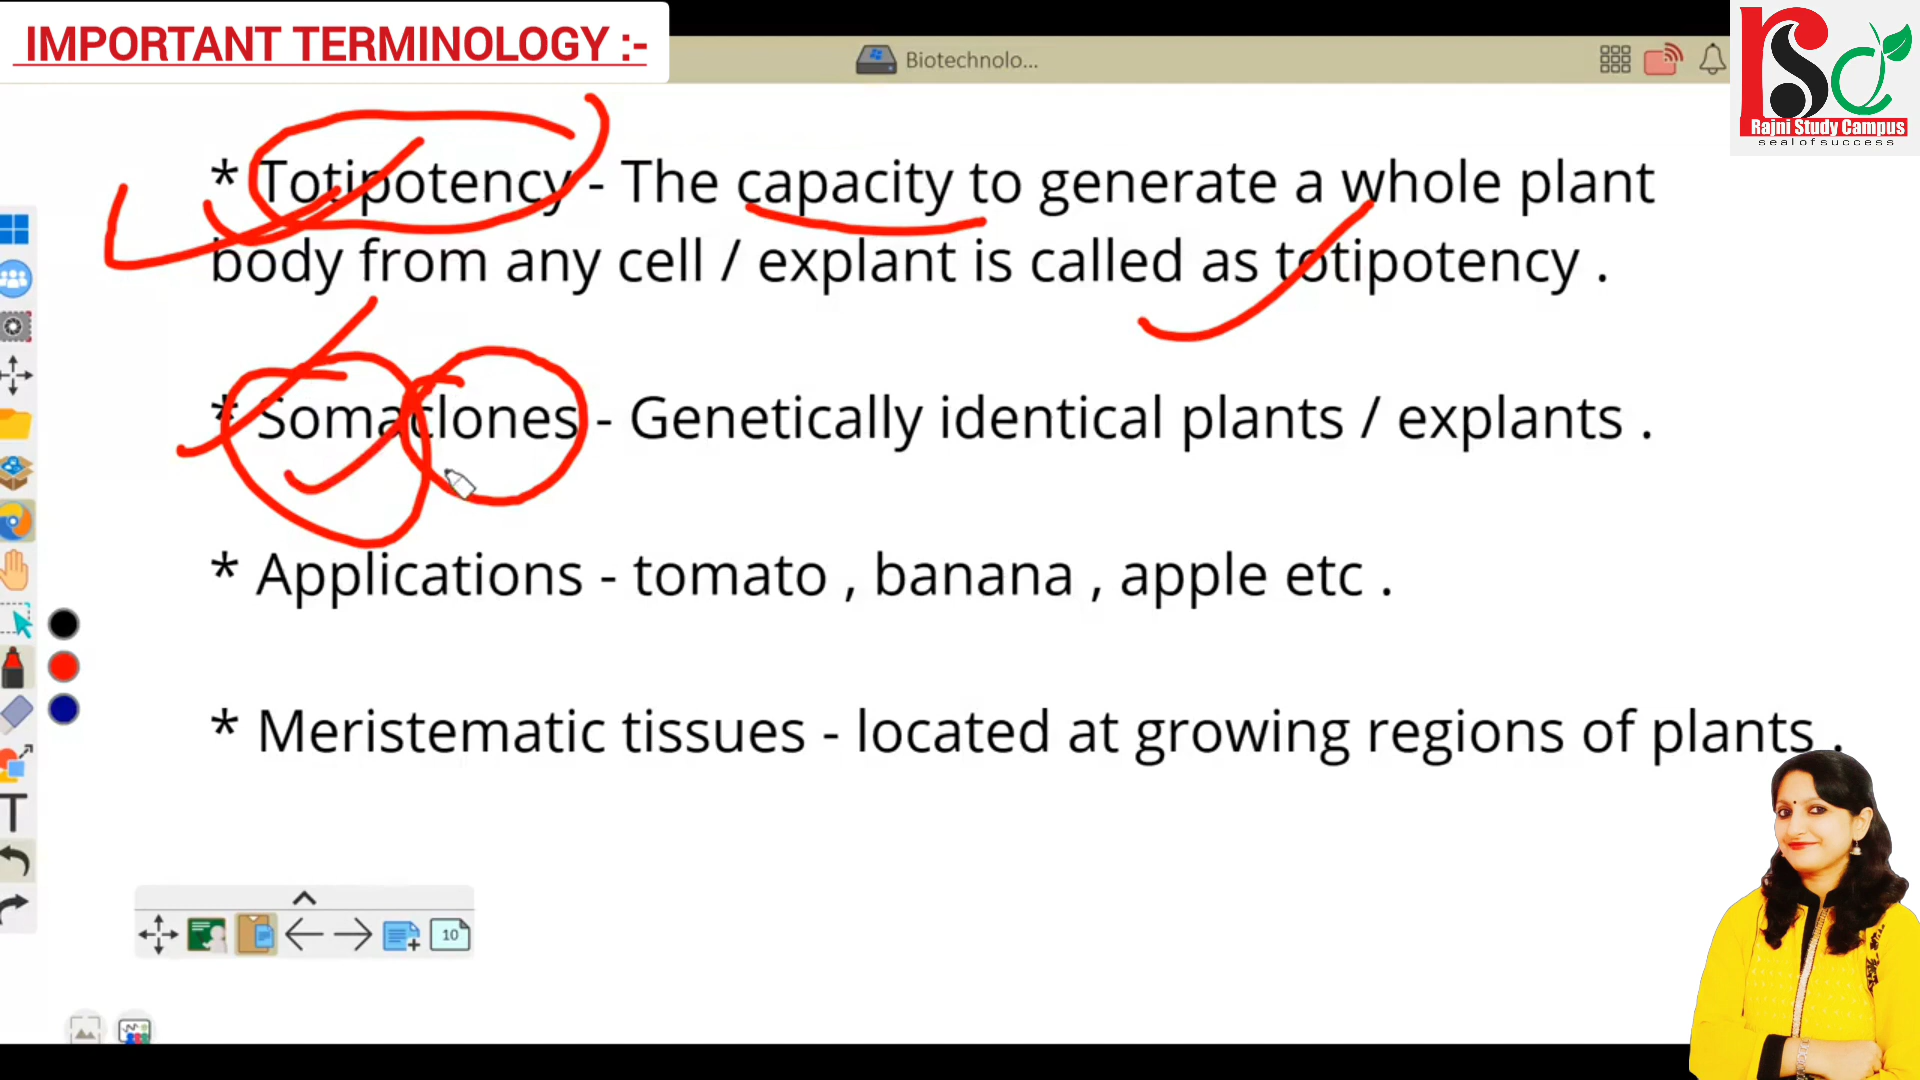 IMPORTANT TERMINOLOGY :-
Biotechnolo...
Rajni Study Campus
seal of success
* Totipotency - The capacity to generate a whole plant
body from any cell / explant is called as totipotency .
* Somaclones - Genetically identical plants / explants .
* Applications - tomato , banana , apple etc .
* Meristematic tissues - located at growing regions of plants .
T
10